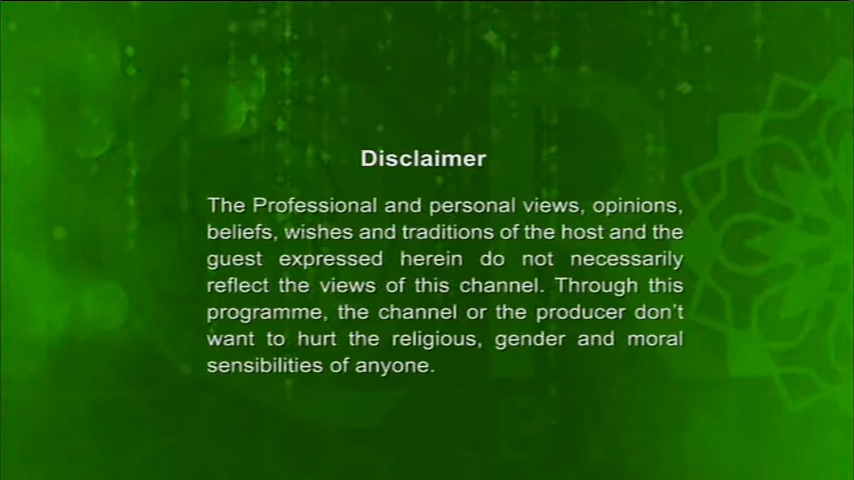 Disclaimer
The Professional and personal views, opinions,
beliefs, wishes and traditions of the host and the
guest expressed herein do not necessarily
reflect the views of this channel. Through this
programme, the channel or the producer don't
want to hurt the religious, gender and moral
sensibilities of anyone.